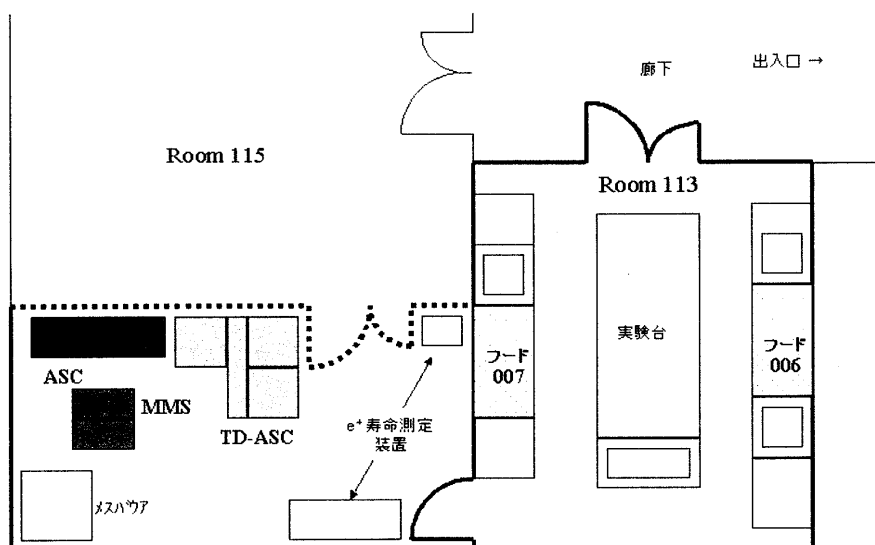 廊下
出入口 →
Room 115
Room 113
フード
007
実験台
フード
006
ASC
MMS
TD-ASC
e⁺寿命測定
装置
メスバウア